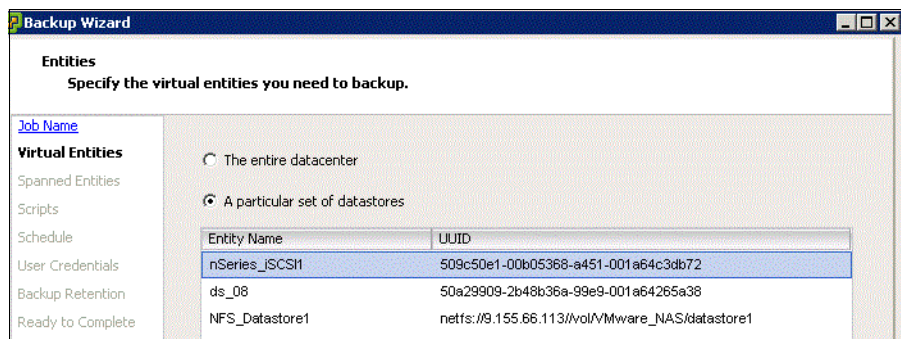 Backup Wizard
Entities
Specify the virtual entities you need to backup.
Job Name
Virtual Entities
Spanned Entities
Scripts
Schedule
User Credentials
Backup Retention
Ready to Complete
The entire datacenter
A particular set of datastores
Entity Name UUID
nSeries_iSCSI1 509c50e1-00b05368-a451-001a64c3db72
ds_08 50a29909-2b48b36a-99e9-001a64265a38
NFS_Datastore1 netfs://9.155.66.113//vol/VMware_NAS/datastore1